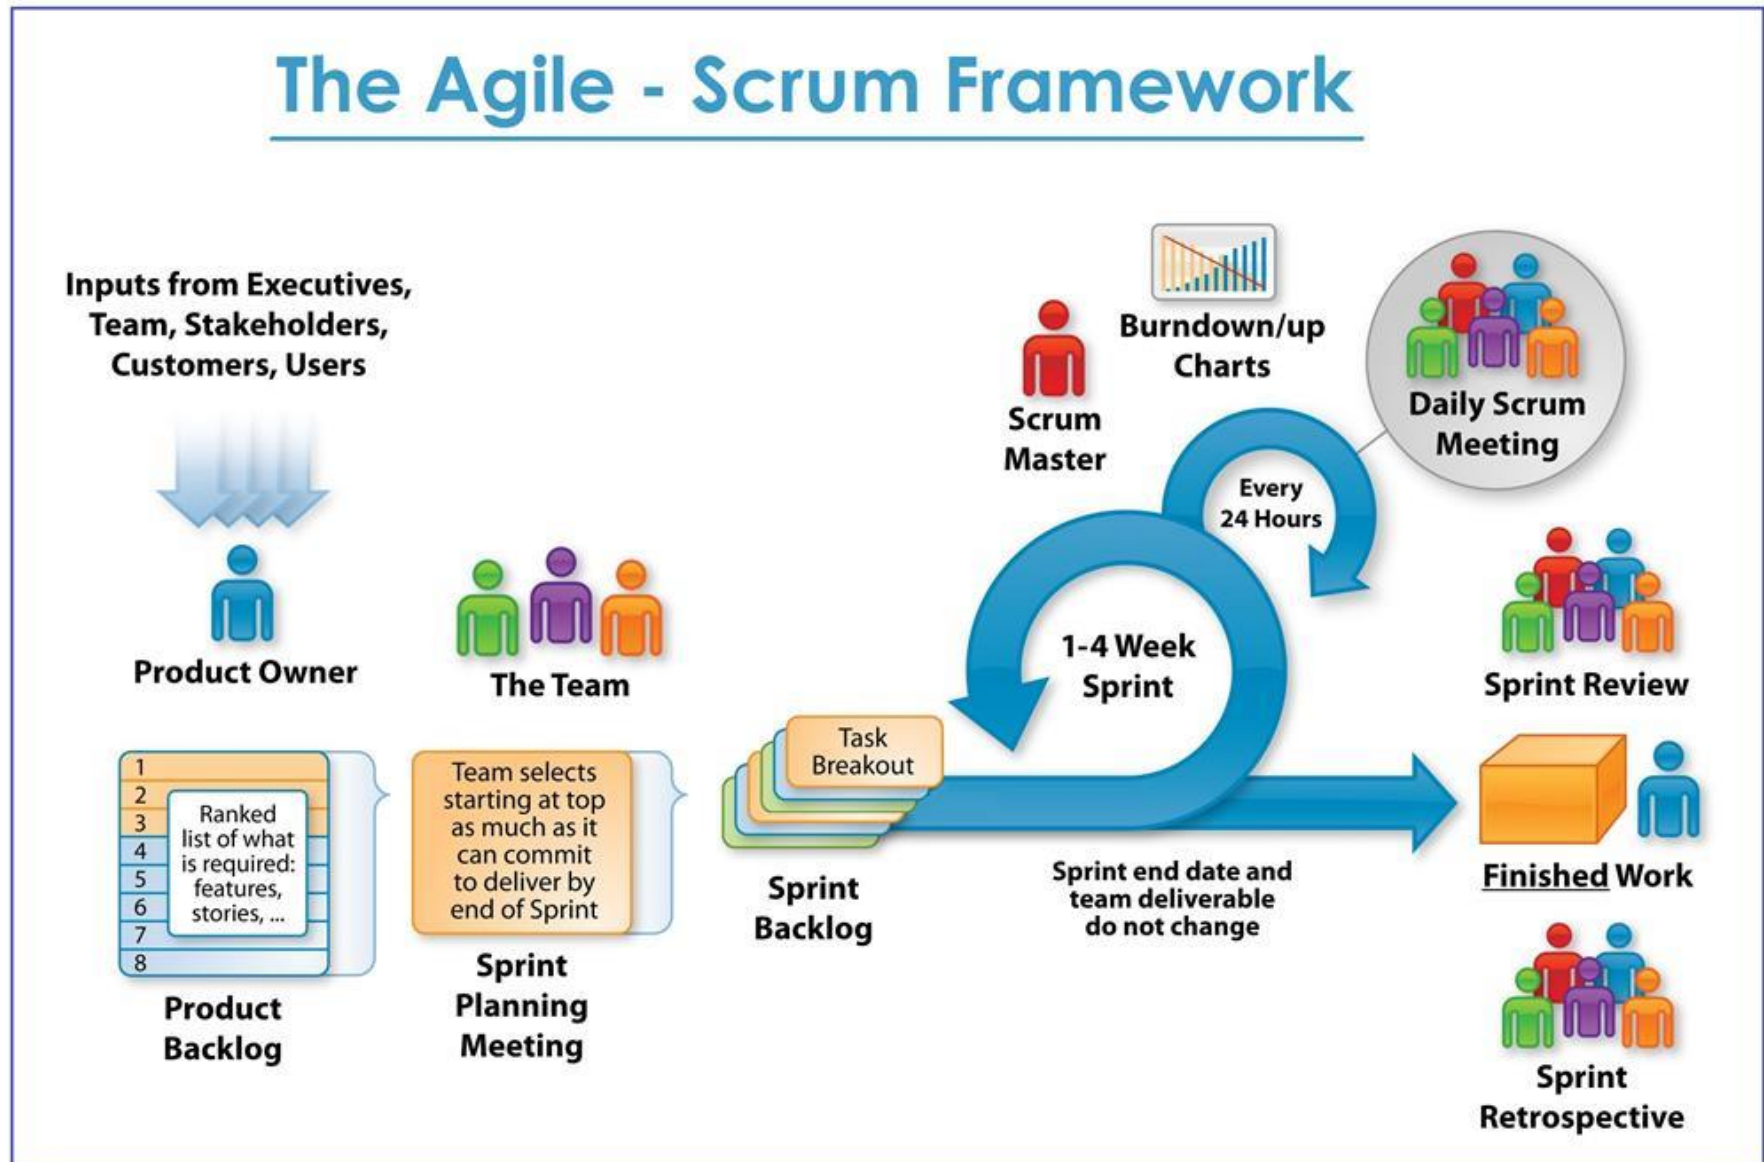 The Agile - Scrum Framework
Inputs from Executives,
Team, Stakeholders,
Customers, Users
Product Owner
The Team
1
2
3
4
5
6
7
8
Ranked
list of what
is required:
features,
stories, ...
Product
Backlog
Team selects
starting at top
as much as it
can commit
to deliver by
end of Sprint
Sprint
Planning
Meeting
Task
Breakout
Sprint
Backlog
Scrum
Master
Burndown/up
Charts
Every
24 Hours
Daily Scrum
Meeting
1-4 Week
Sprint
Sprint end date and
team deliverable
do not change
Sprint Review
Finished Work
Sprint
Retrospective